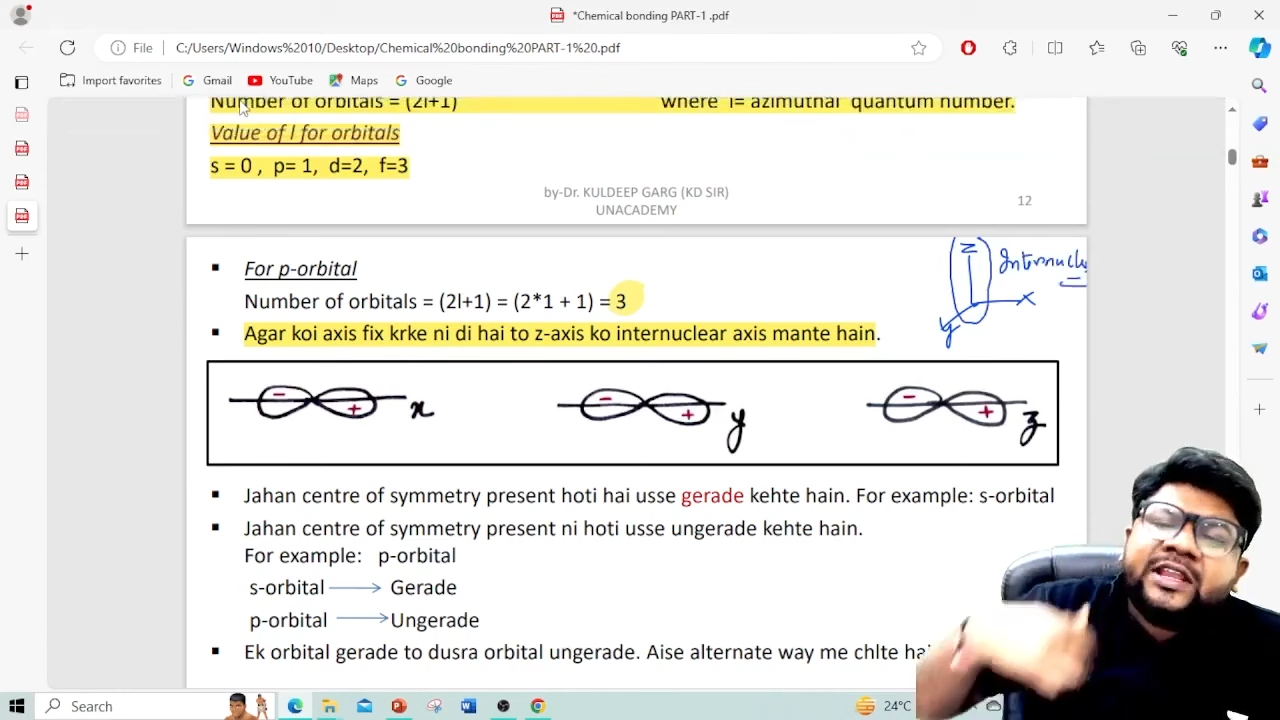 *Chemical bonding PART-1 .pdf
File C:/Users/Windows%2010/Desktop/Chemical%20bonding%20PART-1%20.pdf
Import favorites Gmail YouTube Maps Google
Number of orbitals = (2l+1) where l= azimuthal quantum number.
Value of l for orbitals
s = 0 , p= 1, d=2, f=3
by-Dr. KULDEEP GARG (KD SIR)
UNACADEMY
12
z Internucle
x
y
▪ For p-orbital
Number of orbitals = (2l+1) = (2*1 + 1) = 3
▪ Agar koi axis fix krke ni di hai to z-axis ko internuclear axis mante hain.
- + x - + y - + z
▪ Jahan centre of symmetry present hoti hai usse gerade kehte hain. For example: s-orbital
▪ Jahan centre of symmetry present ni hoti usse ungerade kehte hain.
For example: p-orbital
s-orbital → Gerade
p-orbital → Ungerade
▪ Ek orbital gerade to dusra orbital ungerade. Aise alternate way me chlte hai
Search 24°C